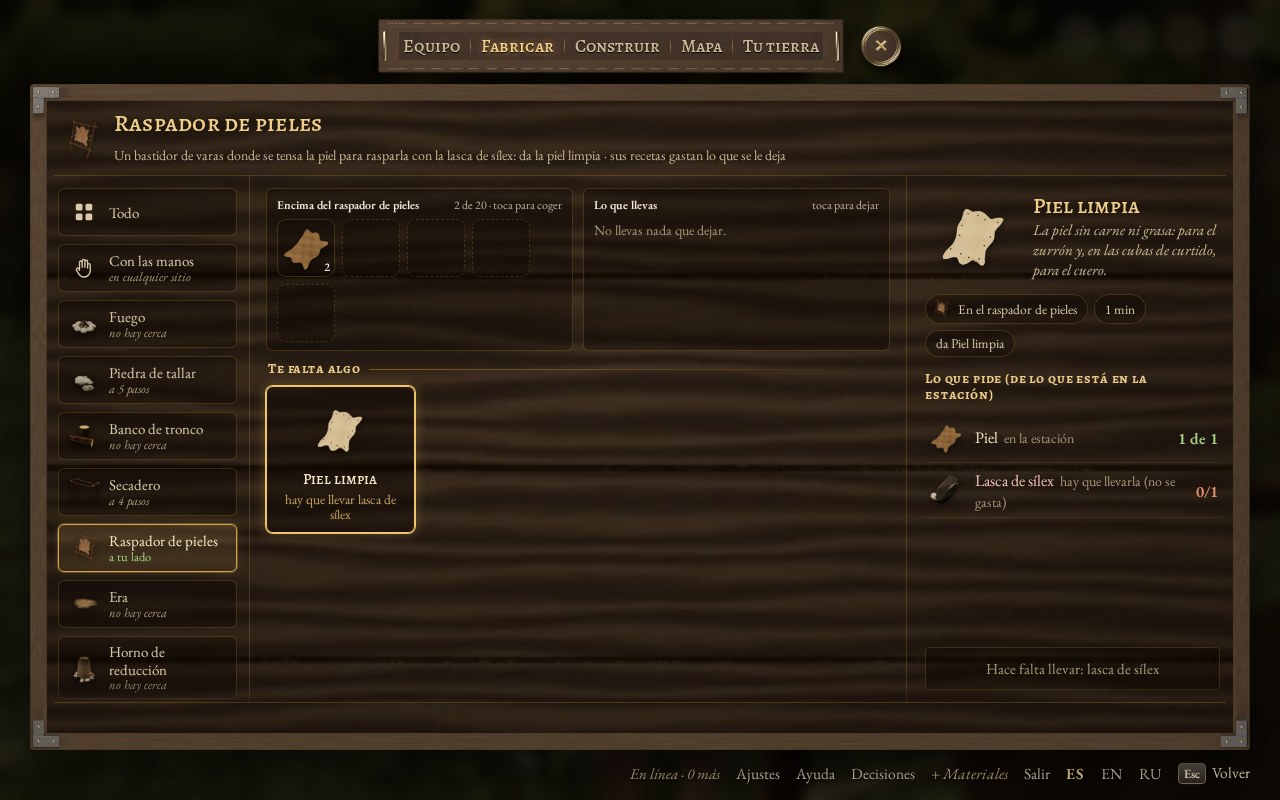 Equipo
Fabricar
Construir
Mapa
Tu tierra
Raspador de pieles
Un bastidor de varas donde se tensa la piel para rasparla con la lasca de sílex: da la piel limpia · sus recetas gastan lo que se le deja
Todo
Con las manos
en cualquier sitio
Fuego
no hay cerca
Piedra de tallar
a 5 pasos
Banco de tronco
no hay cerca
Secadero
a 4 pasos
Raspador de pieles
a tu lado
Era
no hay cerca
Horno de
reducción
no hay cerca
Encima del raspador de pieles
2 de 20 · toca para coger
2
Lo que llevas
toca para dejar
No llevas nada que dejar.
Te falta algo
Piel limpia
hay que llevar lasca de
sílex
Piel limpia
La piel sin carne ni grasa: para el
zurrón y, en las cubas de curtido,
para el cuero.
En el raspador de pieles
1 min
da Piel limpia
Lo que pide (de lo que está en la
estación)
Piel en la estación
1 de 1
Lasca de sílex hay que llevarla (no se
gasta)
0/1
Hace falta llevar: lasca de sílex
En línea · 0 más
Ajustes
Ayuda
Decisiones
+ Materiales
Salir
ES
EN
RU
Esc
Volver